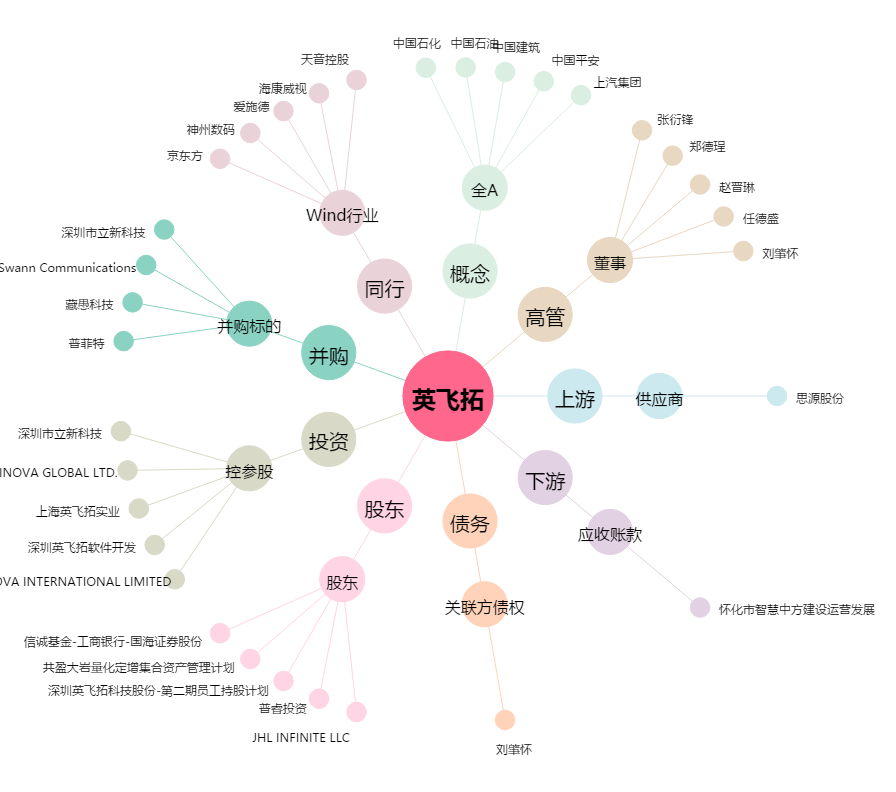 中国石化
中国石油
中国建筑
中国平安
上汽集团
全A
概念
天音控股
海康威视
爱施德
神州数码
京东方
Wind行业
同行
张衍锋
郑德珵
赵晋琳
任德盛
刘肇怀
董事
高管
深圳市立新科技
Swann Communications
藏愚科技
普菲特
并购标的
并购
英飞拓
上游
供应商
思源股份
投资
控参股
深圳市立新科技
INOVA GLOBAL LTD.
上海英飞拓实业
深圳英飞拓软件开发
OVA INTERNATIONAL LIMITED
下游
应收账款
怀化市智慧中方建设运营发展
股东
股东
信诚基金-工商银行-国海证券股份
共盈大岩量化定增集合资产管理计划
深圳英飞拓科技股份-第二期员工持股计划
普睿投资
JHL INFINITE LLC
债务
关联方债权
刘肇怀